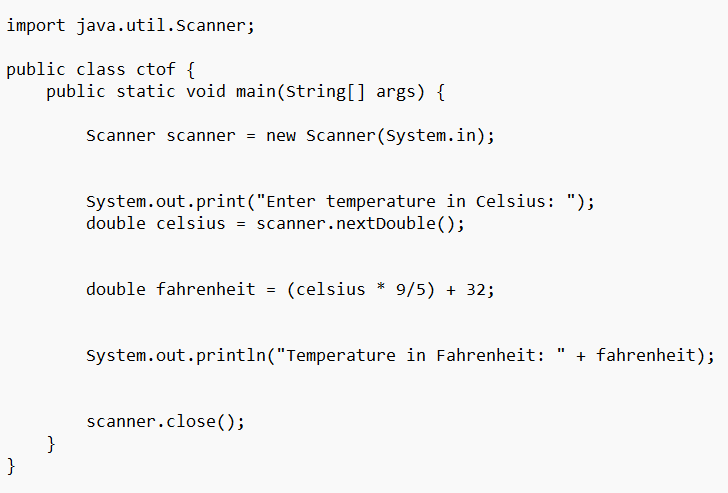 import java.util.Scanner;
public class ctof {
    public static void main(String[] args) {
        Scanner scanner = new Scanner(System.in);
        System.out.print("Enter temperature in Celsius: ");
        double celsius = scanner.nextDouble();
        double fahrenheit = (celsius * 9/5) + 32;
        System.out.println("Temperature in Fahrenheit: " + fahrenheit);
        scanner.close();
    }
}